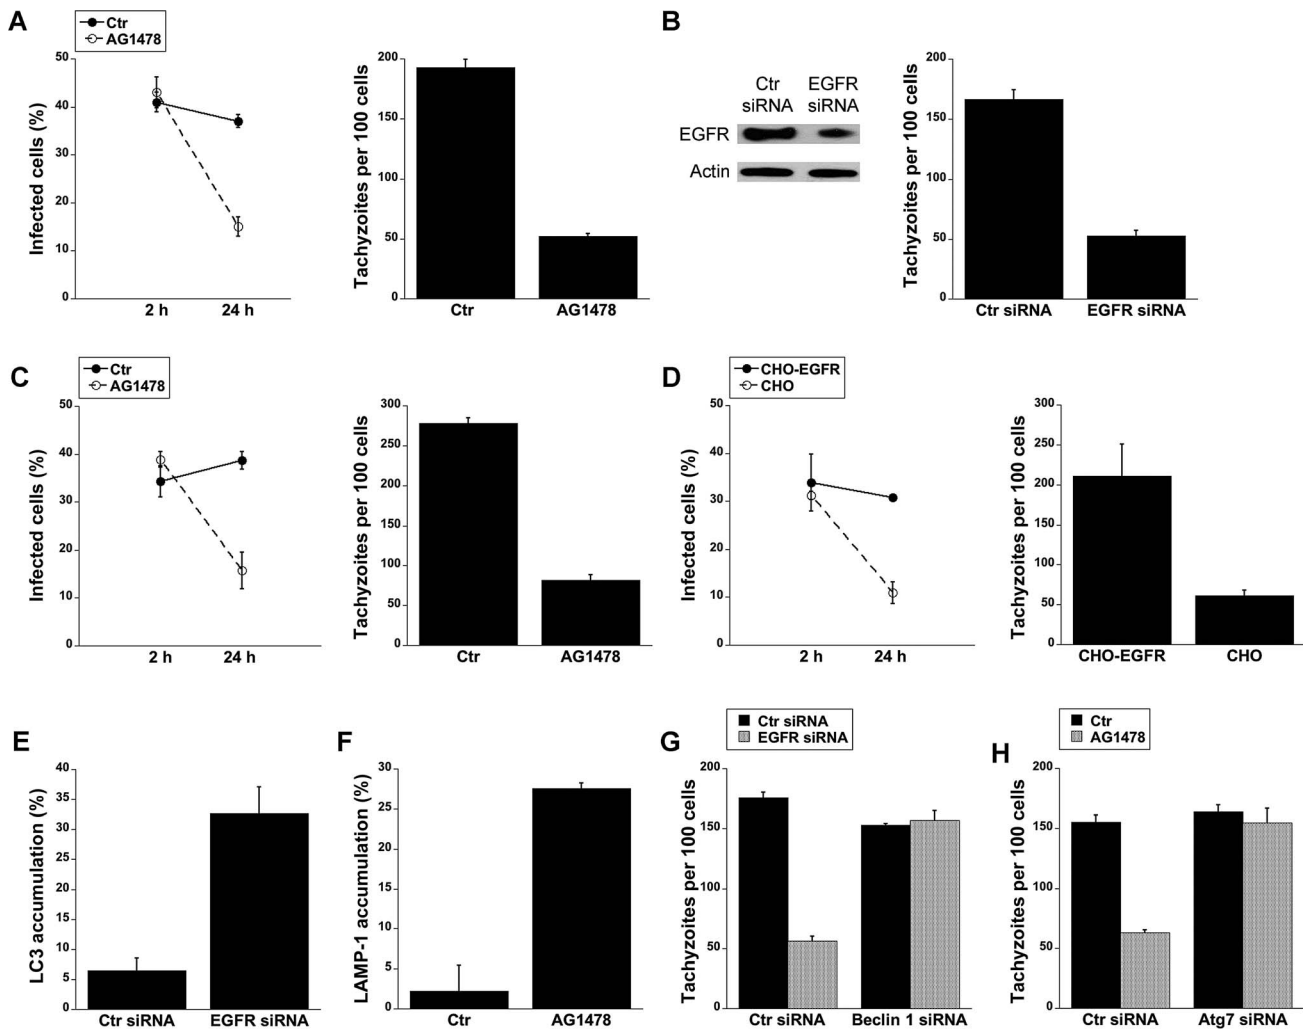 A
Ctr
AG1478
Infected cells (%)
50
40
30
20
10
0
2 h 24 h
Tachyzoites per 100 cells
200
150
100
50
0
Ctr AG1478
B
Ctr siRNA
EGFR siRNA
EGFR
Actin
Tachyzoites per 100 cells
200
150
100
50
0
Ctr siRNA EGFR siRNA
C
Ctr
AG1478
Infected cells (%)
50
40
30
20
10
0
2 h 24 h
Tachyzoites per 100 cells
300
250
200
150
100
50
0
Ctr AG1478
D
CHO-EGFR
CHO
Infected cells (%)
50
40
30
20
10
0
2 h 24 h
Tachyzoites per 100 cells
300
250
200
150
100
50
0
CHO-EGFR CHO
E
LC3 accumulation (%)
40
35
30
25
20
15
10
5
0
Ctr siRNA EGFR siRNA
F
LAMP-1 accumulation (%)
30
25
20
15
10
5
0
Ctr AG1478
G
Ctr siRNA
EGFR siRNA
Tachyzoites per 100 cells
200
150
100
50
0
Ctr siRNA Beclin 1 siRNA
H
Ctr
AG1478
Tachyzoites per 100 cells
200
150
100
50
0
Ctr siRNA Atg7 siRNA